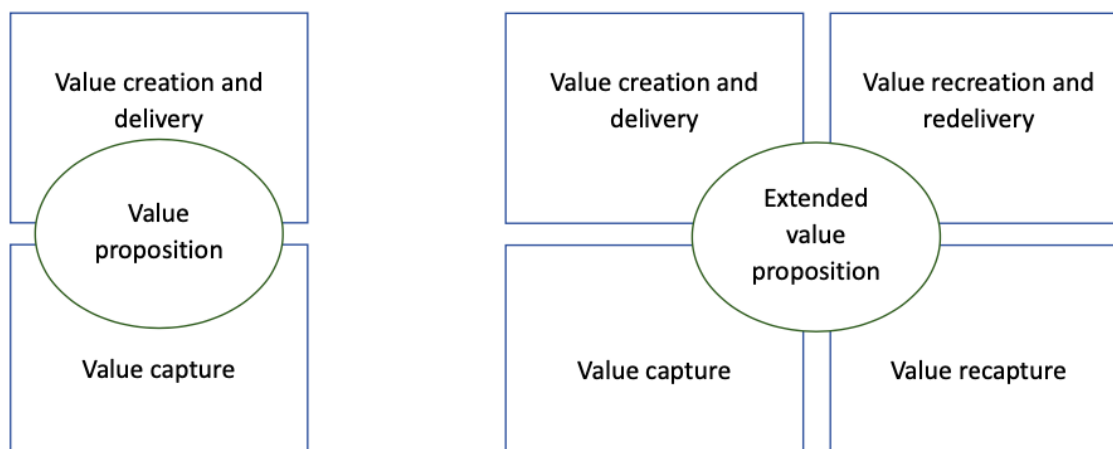 Value creation and
delivery
Value
proposition
Value capture
Value creation and
delivery
Value recreation and
redelivery
Extended
value
proposition
Value capture
Value recapture